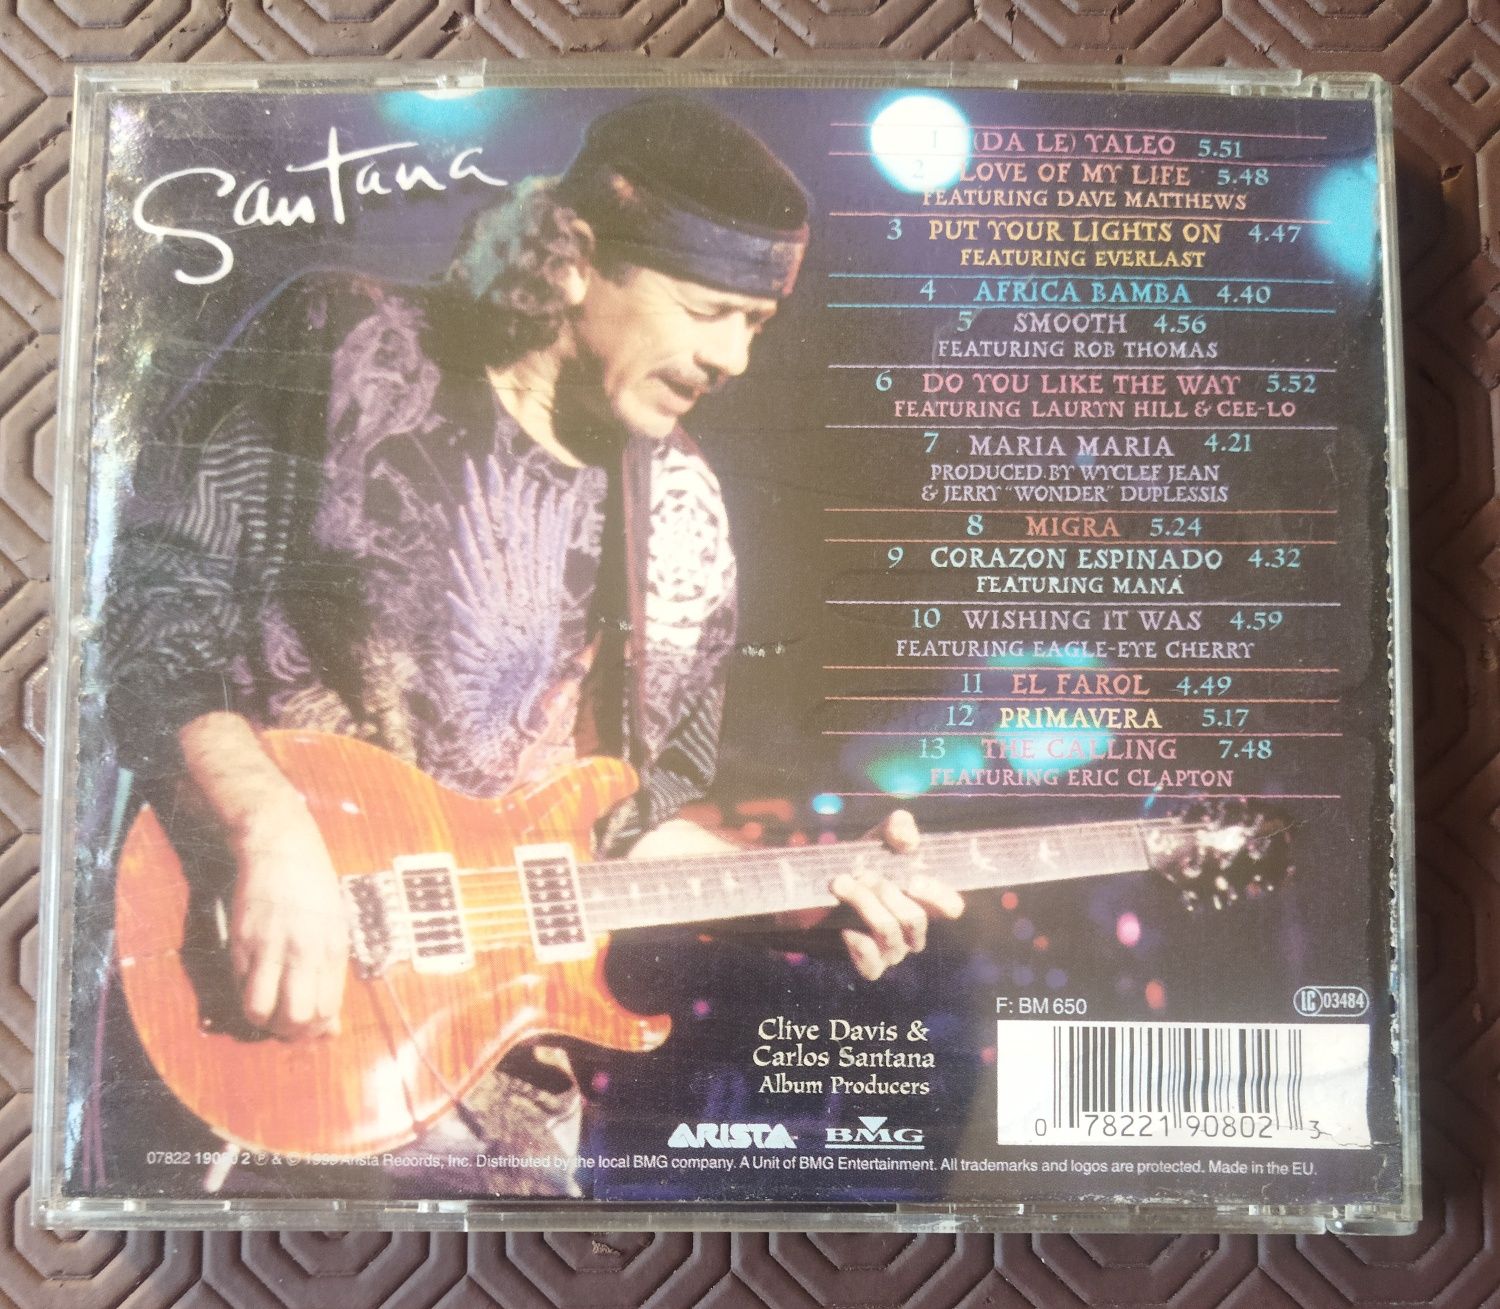 Santana
1 (DA LE) YALEO 5.51
2 LOVE OF MY LIFE 5.48
FEATURING DAVE MATTHEWS
3 PUT YOUR LIGHTS ON 4.47
FEATURING EVERLAST
4 AFRICA BAMBA 4.40
5 SMOOTH 4.56
FEATURING ROB THOMAS
6 DO YOU LIKE THE WAY 5.52
FEATURING LAURYN HILL & CEE-LO
7 MARIA MARIA 4.21
PRODUCED BY WYCLEF JEAN
& JERRY "WONDER" DUPLESSIS
8 MIGRA 5.24
9 CORAZON ESPINADO 4.32
FEATURING MANÁ
10 WISHING IT WAS 4.59
FEATURING EAGLE-EYE CHERRY
11 EL FAROL 4.49
12 PRIMAVERA 5.17
13 THE CALLING 7.48
FEATURING ERIC CLAPTON
F: BM 650
LC 03484
Clive Davis &
Carlos Santana
Album Producers
ARISTA BMG
0 78221 90802 3
07822 2 ℗ & © Arista Records, Inc. Distributed by the local BMG company. A Unit of BMG Entertainment. All trademarks and logos are protected. Made in the EU.